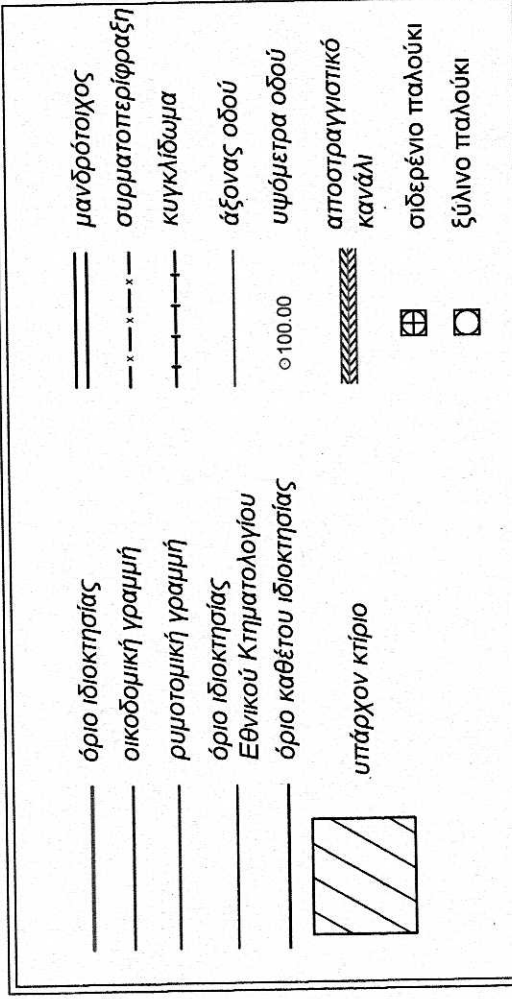 όριο ιδιοκτησίας
οικοδομική γραμμή
ρυμοτομική γραμμή
όριο ιδιοκτησίας
Εθνικού Κτηματολογίου
όριο καθέτου ιδιοκτησίας
υπάρχον κτίριο
μανδρότοιχος
x x x συρματοπερίφραξη
κιγκλίδωμα
άξονας οδού
100.00 υψόμετρα οδού
αποστραγγιστικό
κανάλι
σιδερένιο παλούκι
ξύλινο παλούκι